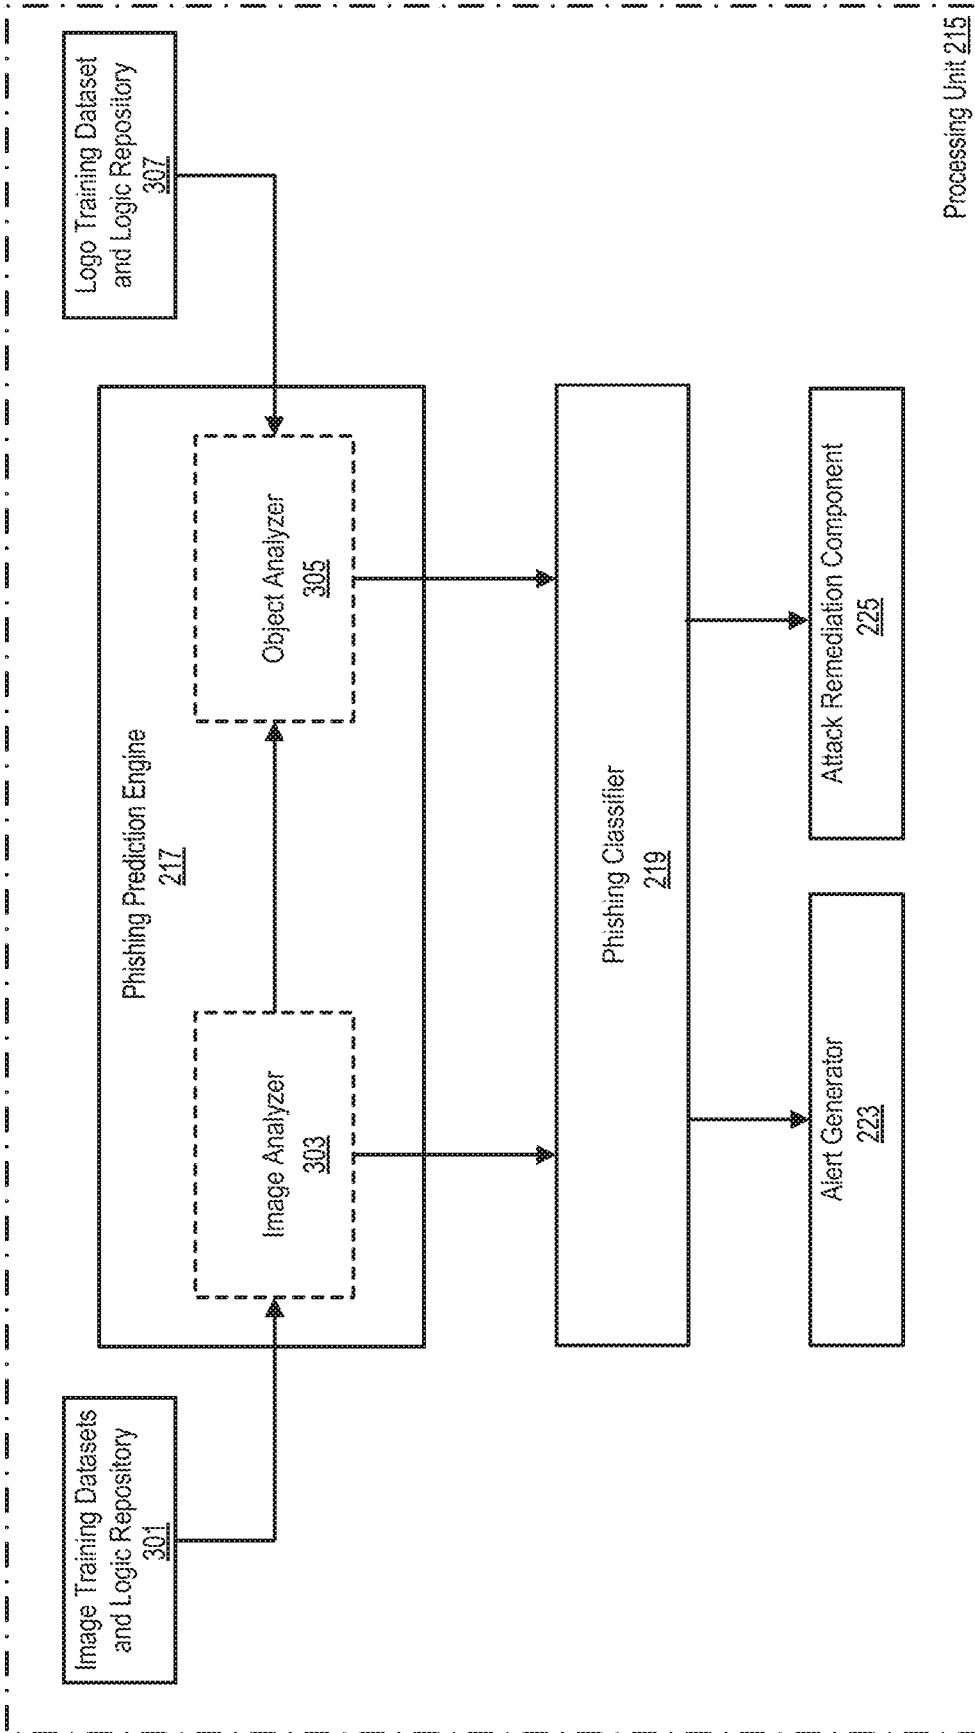 Image Training Datasets
and Logic Repository
301
Logo Training Dataset
and Logic Repository
307
Phishing Prediction Engine
217
Image Analyzer
303
Object Analyzer
305
Phishing Classifier
219
Alert Generator
223
Attack Remediation Component
225
Processing Unit 215